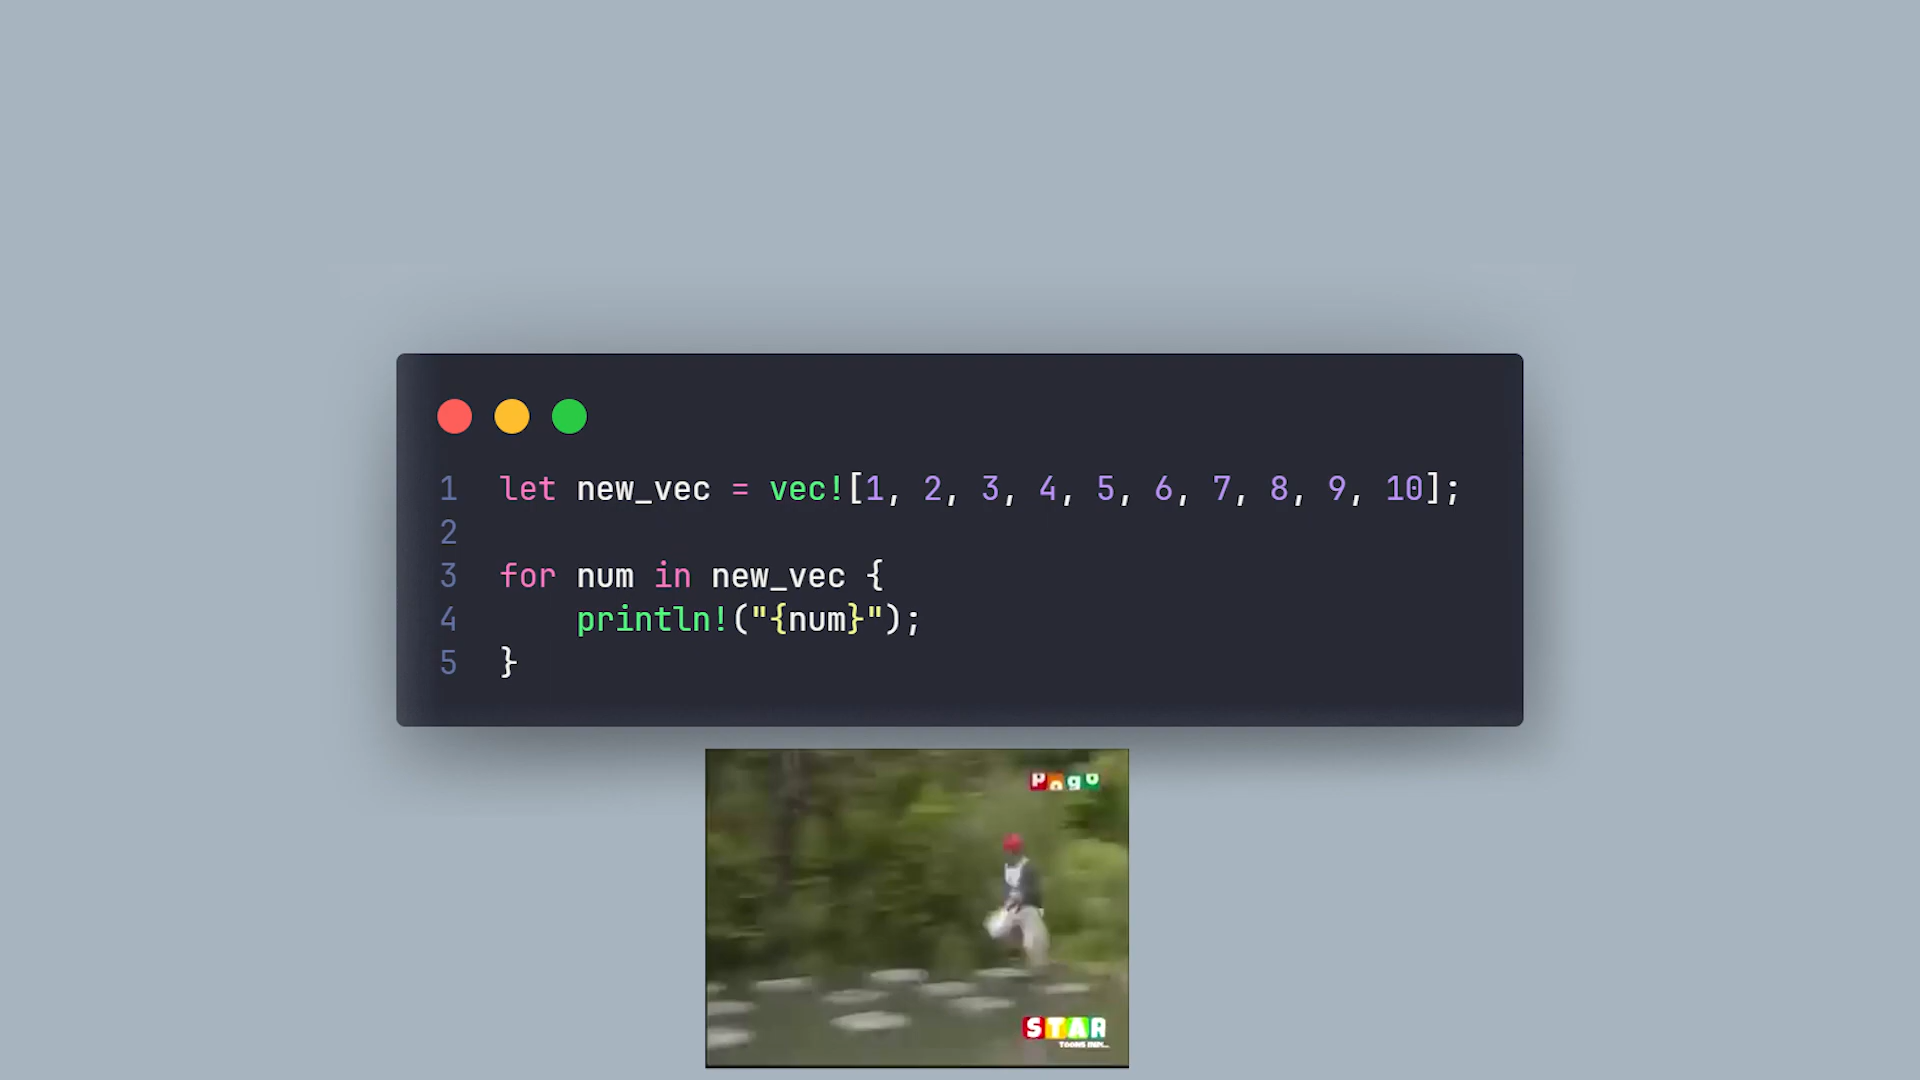 1 let new_vec = vec![1, 2, 3, 4, 5, 6, 7, 8, 9, 10];
2
3 for num in new_vec {
4     println!("{num}");
5 }
Pogo
STAR